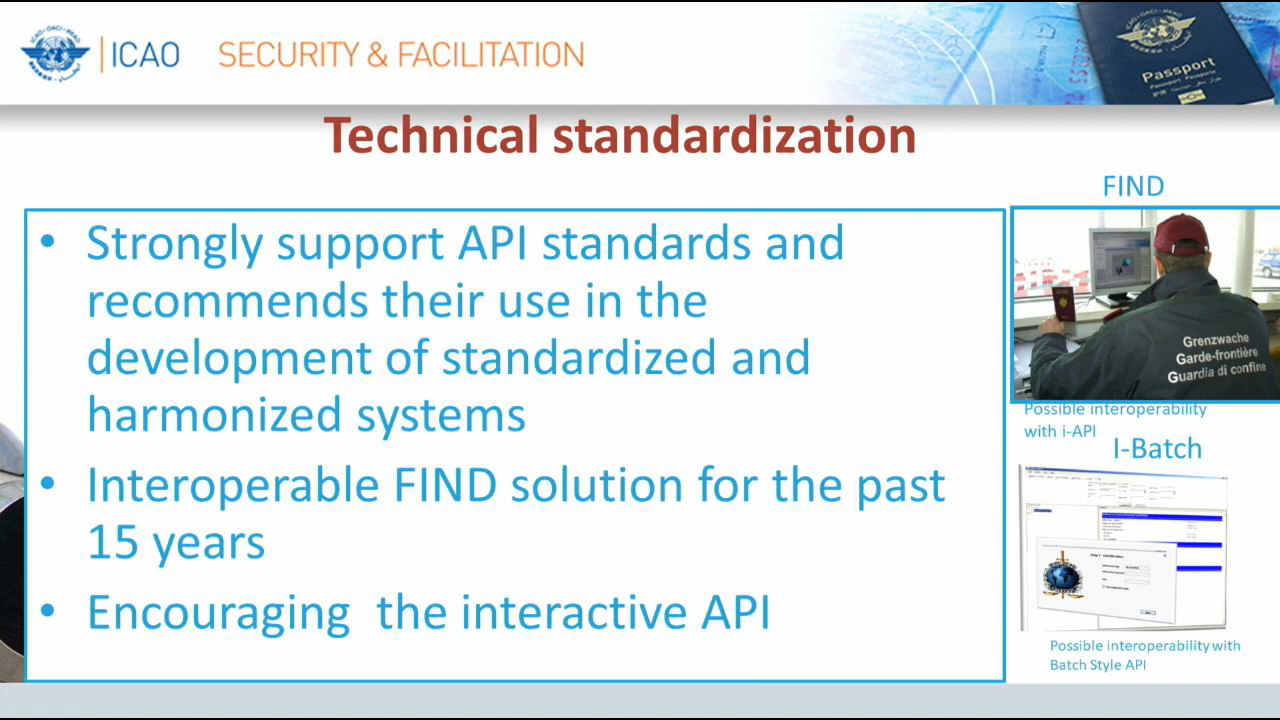 ICAO
SECURITY & FACILITATION
Passport
Technical standardization
• Strongly support API standards and
recommends their use in the
development of standardized and
harmonized systems
• Interoperable FIND solution for the past
15 years
• Encouraging the interactive API
FIND
Grenzwache
Garde-frontière
Guardia di confine
Possible interoperability
with i-API
I-Batch
Possible interoperability with
Batch Style API